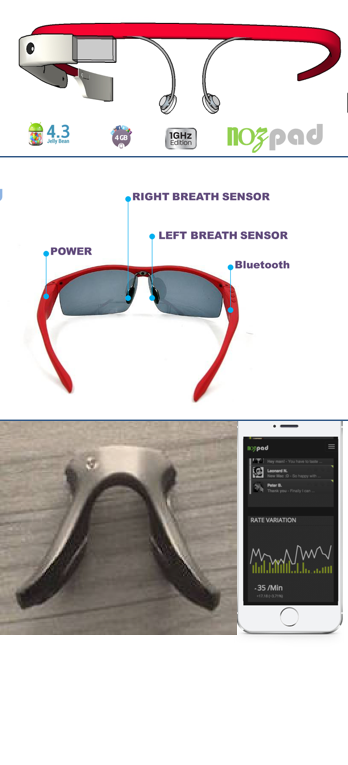 4.3
Jelly Bean
4 GB
1GHz
Edition
nozpad
RIGHT BREATH SENSOR
LEFT BREATH SENSOR
POWER
Bluetooth
nozpad
Leonard N.
Peter B.
RATE VARIATION
-35 /Min